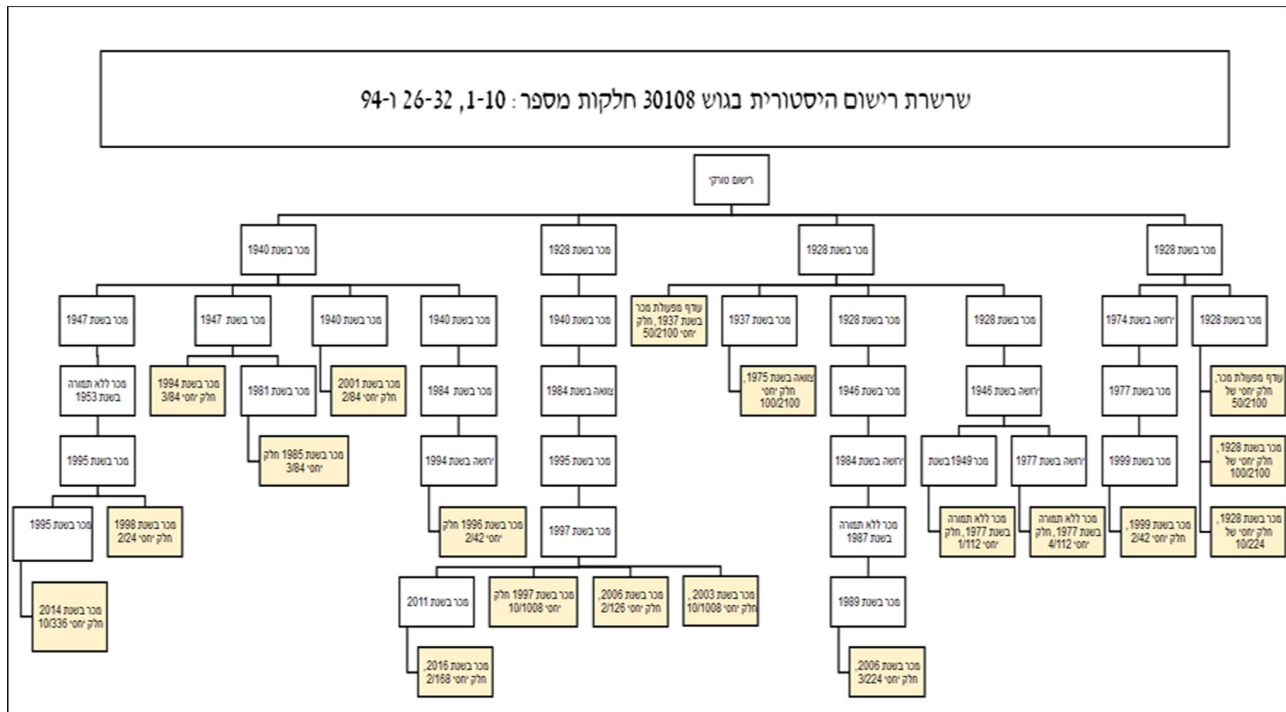 שרשרת רישום היסטורית בגוש 30108 חלקות מספר: 1-10, 26-32 ו-94
רישום טורקי
מכר בשנת 1928
מכר בשנת 1928
מכר בשנת 1928
מכר בשנת 1940
מכר בשנת 1928
ירושה בשנת 1974
מכר בשנת 1928
מכר בשנת 1928
מכר בשנת 1937
עודף מפעולת מכר
בשנת 1937, חלק
יחסי 50/2100
מכר בשנת 1940
מכר בשנת 1940
מכר בשנת 1940
מכר בשנת 1947
מכר בשנת 1947
עודף מפעולת מכר,
חלק יחסי של
50/2100
מכר בשנת 1977
ירושה בשנת 1946
מכר בשנת 1946
צוואה בשנת 1975,
חלק יחסי
100/2100
צוואה בשנת 1984
מכר בשנת 1984
מכר בשנת 2001
חלק יחסי 2/84
מכר בשנת 1981
מכר בשנת 1994
חלק יחסי 3/84
מכר ללא תמורה
בשנת 1953
מכר בשנת 1928,
חלק יחסי של
100/2100
מכר בשנת 1999
ירושה בשנת 1977
מכר 1949 בשנת
ירושה בשנת 1984
מכר בשנת 1995
ירושה בשנת 1994
מכר בשנת 1985 חלק
יחסי 3/84
מכר בשנת 1995
מכר בשנת 1928,
חלק יחסי של
10/224
מכר בשנת 1999,
חלק יחסי 2/42
מכר ללא תמורה
בשנת 1977, חלק
יחסי 4/112
מכר ללא תמורה
בשנת 1977, חלק
יחסי 1/112
מכר ללא תמורה
בשנת 1987
מכר בשנת 1997
מכר בשנת 1996 חלק
יחסי 2/42
מכר בשנת 1998
חלק יחסי 2/24
מכר בשנת 1995
מכר בשנת 1989
מכר בשנת 2003,
חלק יחסי 10/1008
מכר בשנת 2006,
חלק יחסי 2/126
מכר בשנת 1997 חלק
יחסי 10/1008
מכר בשנת 2011
מכר בשנת 2014
חלק יחסי 10/336
מכר בשנת 2006,
חלק יחסי 3/224
מכר בשנת 2016,
חלק יחסי 2/168